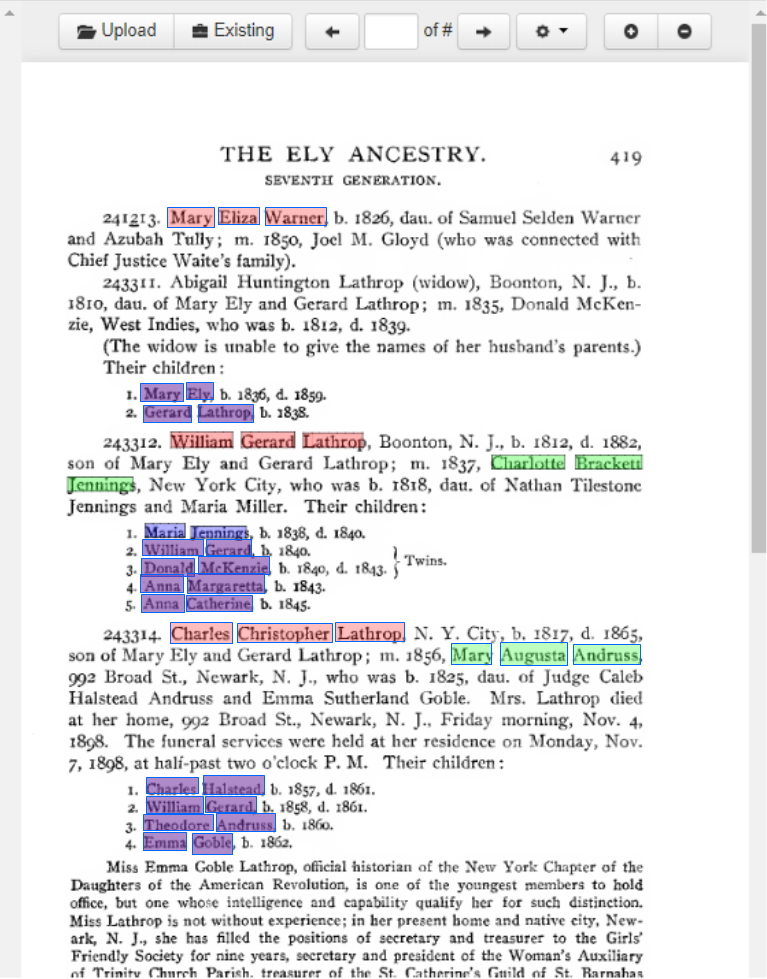 Upload Existing of #
THE ELY ANCESTRY. 419
SEVENTH GENERATION.
241213. Mary Eliza Warner, b. 1826, dau. of Samuel Selden Warner
and Azubah Tully; m. 1850, Joel M. Gloyd (who was connected with
Chief Justice Waite's family).
243311. Abigail Huntington Lathrop (widow), Boonton, N. J., b.
1810, dau. of Mary Ely and Gerard Lathrop; m. 1835, Donald McKen-
zie, West Indies, who was b. 1812, d. 1839.
(The widow is unable to give the names of her husband's parents.)
Their children:
1. Mary Ely, b. 1836, d. 1859.
2. Gerard Lathrop, b. 1838.
243312. William Gerard Lathrop, Boonton, N. J., b. 1812, d. 1882,
son of Mary Ely and Gerard Lathrop; m. 1837, Charlotte Brackett
Jennings, New York City, who was b. 1818, dau. of Nathan Tilestone
Jennings and Maria Miller. Their children:
1. Maria Jennings, b. 1838, d. 1840.
2. William Gerard, b. 1840.
3. Donald McKenzie, b. 1840, d. 1843. } Twins.
4. Anna Margaretta, b. 1843.
5. Anna Catherine, b. 1845.
243314. Charles Christopher Lathrop, N. Y. City, b. 1817, d. 1865,
son of Mary Ely and Gerard Lathrop; m. 1856, Mary Augusta Andruss,
992 Broad St., Newark, N. J., who was b. 1825, dau. of Judge Caleb
Halstead Andruss and Emma Sutherland Goble. Mrs. Lathrop died
at her home, 992 Broad St., Newark, N. J., Friday morning, Nov. 4,
1898. The funeral services were held at her residence on Monday, Nov.
7, 1898, at half-past two o'clock P. M. Their children:
1. Charles Halstead, b. 1857, d. 1861.
2. William Gerard, b. 1858, d. 1861.
3. Theodore Andruss, b. 1860.
4. Emma Goble, b. 1862.
Miss Emma Goble Lathrop, official historian of the New York Chapter of the
Daughters of the American Revolution, is one of the youngest members to hold
office, but one whose intelligence and capability qualify her for such distinction.
Miss Lathrop is not without experience; in her present home and native city, New-
ark, N. J., she has filled the positions of secretary and treasurer to the Girls'
Friendly Society for nine years, secretary and president of the Woman's Auxiliary
of Trinity Church Parish, treasurer of the St. Catherine's Guild of St. Barnabas